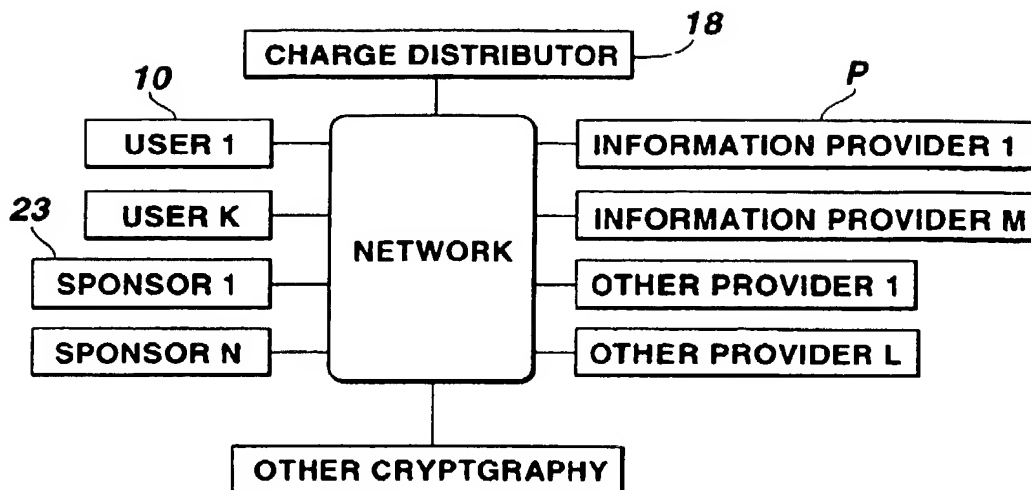 18
CHARGE DISTRIBUTOR
10
P
USER 1
INFORMATION PROVIDER 1
23
USER K
INFORMATION PROVIDER M
NETWORK
SPONSOR 1
OTHER PROVIDER 1
SPONSOR N
OTHER PROVIDER L
OTHER CRYPTGRAPHY